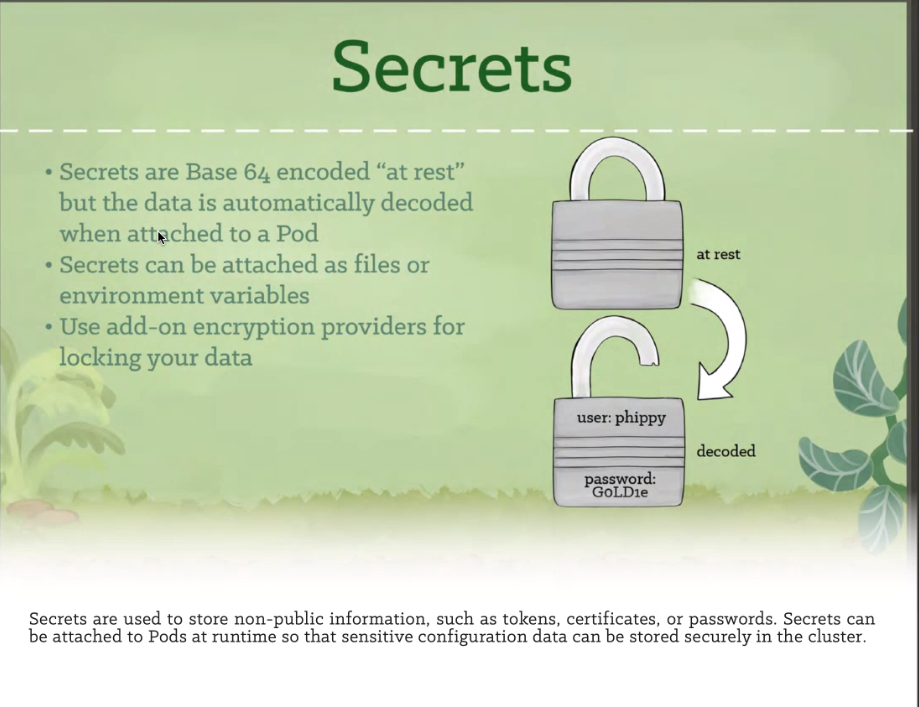 Secrets
• Secrets are Base 64 encoded “at rest”
but the data is automatically decoded
when attached to a Pod
• Secrets can be attached as files or
environment variables
• Use add-on encryption providers for
locking your data
at rest
user: phippy
decoded
password:
GoLD1e
Secrets are used to store non-public information, such as tokens, certificates, or passwords. Secrets can
be attached to Pods at runtime so that sensitive configuration data can be stored securely in the cluster.